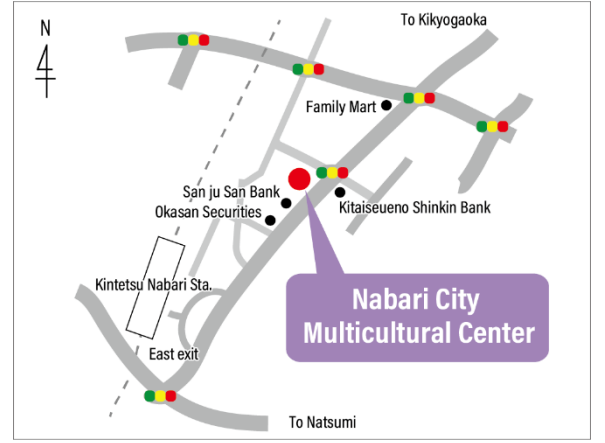 N
To Kikyogaoka
Family Mart
San ju San Bank
Okasan Securities
Kitaiseueno Shinkin Bank
Kintetsu Nabari Sta.
Nabari City
Multicultural Center
East exit
To Natsumi